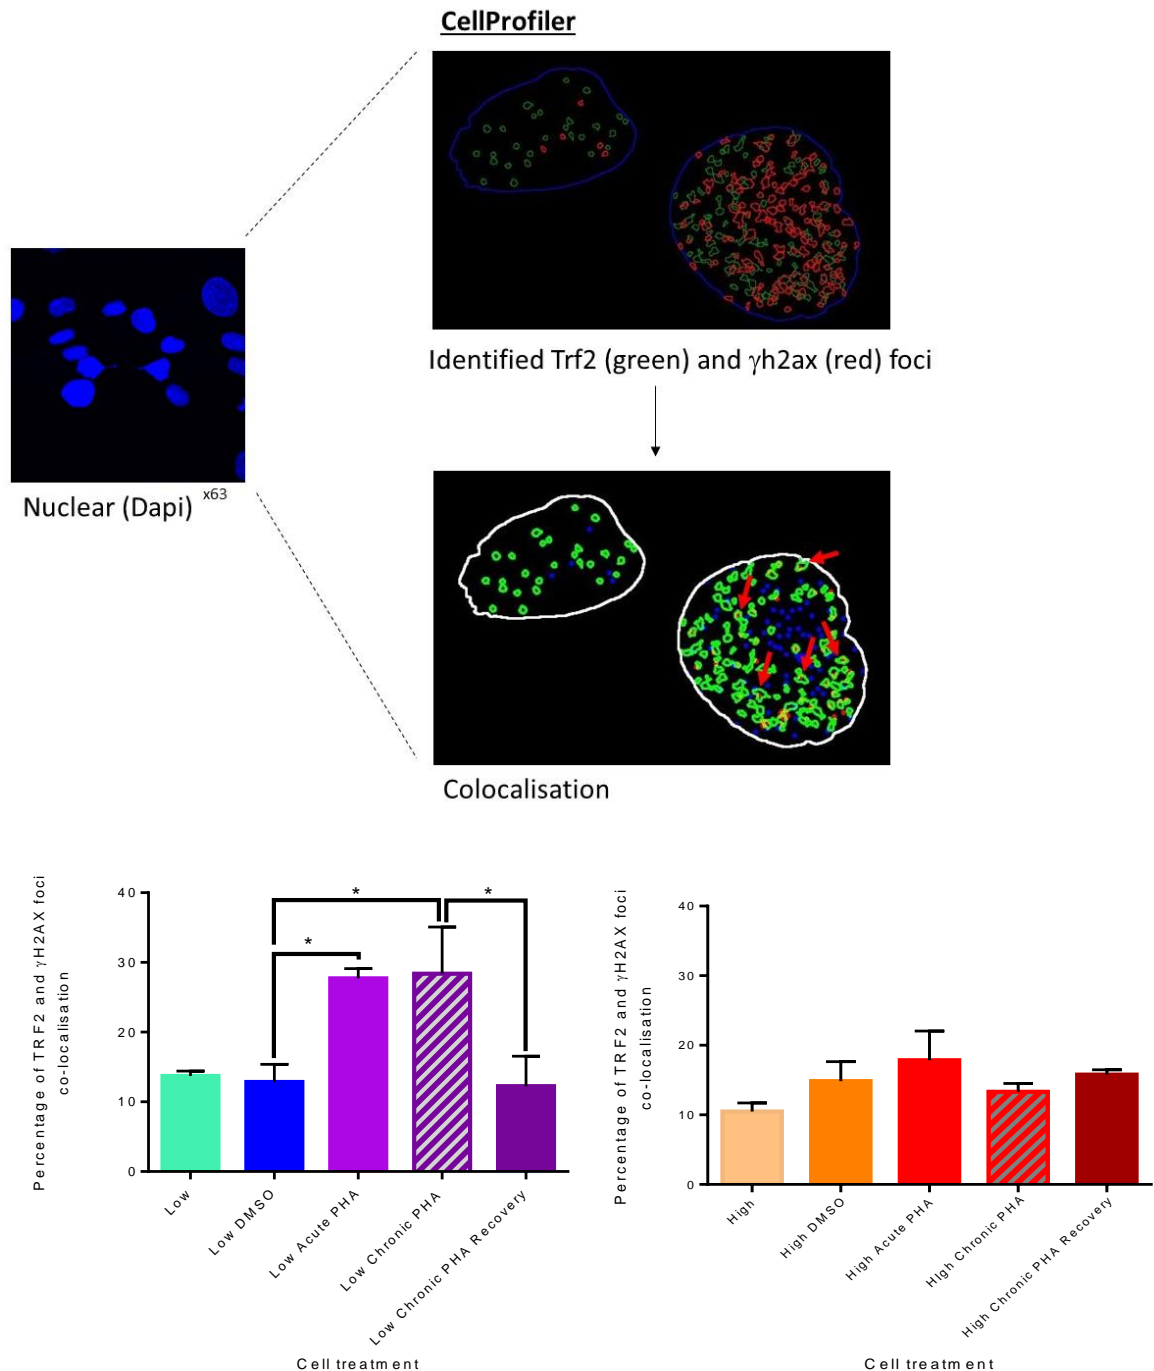 CellProfiler
Identified Trf2 (green) and γh2ax (red) foci
Nuclear (Dapi) x63
Colocalisation
Percentage of TRF2 and γH2AX foci
co-localisation
40
30
20
10
0
*
*
*
Low
Low DMSO
Low Acute PHA
Low Chronic PHA
Low Chronic PHA Recovery
Cell treatment
Percentage of TRF2 and γH2AX foci
co-localisation
40
30
20
10
0
High
High DMSO
High Acute PHA
HIgh Chronic PHA
High Chronic PHA Recovery
Cell treatment